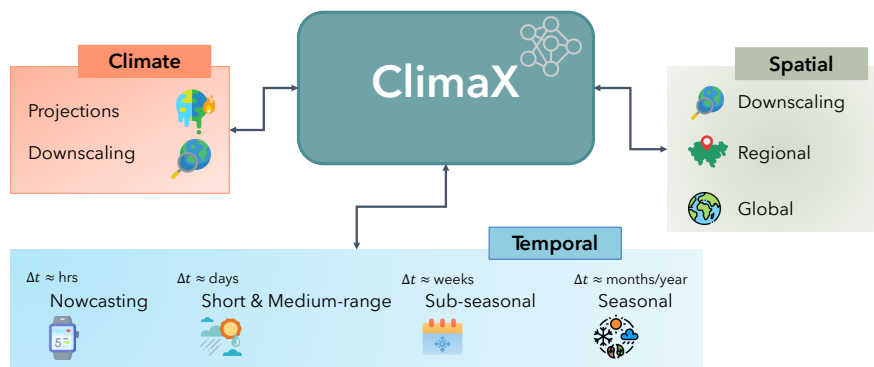 ClimaX
Climate
Projections
Downscaling
Spatial
Downscaling
Regional
Global
Temporal
Δt ≈ hrs
Nowcasting
Δt ≈ days
Short & Medium-range
Δt ≈ weeks
Sub-seasonal
Δt ≈ months/year
Seasonal
5